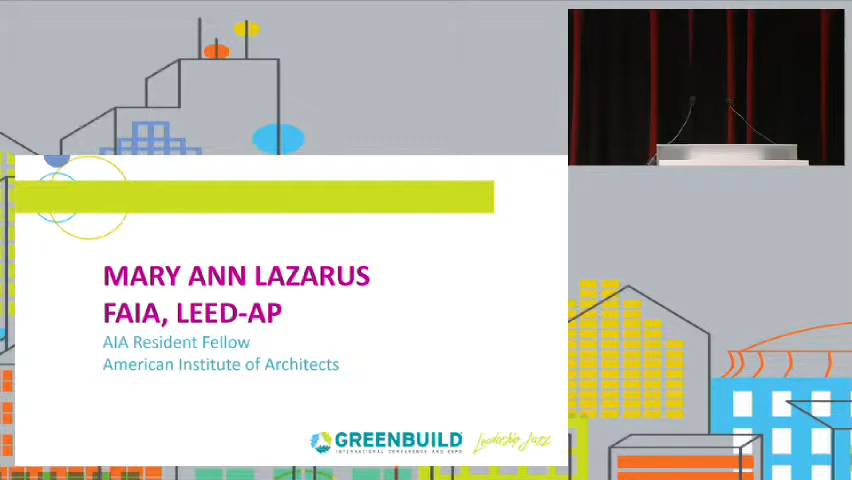 MARY ANN LAZARUS
FAIA, LEED-AP
AIA Resident Fellow
American Institute of Architects
GREENBUILD
INTERNATIONAL CONFERENCE AND EXPO
Leadership Jazz